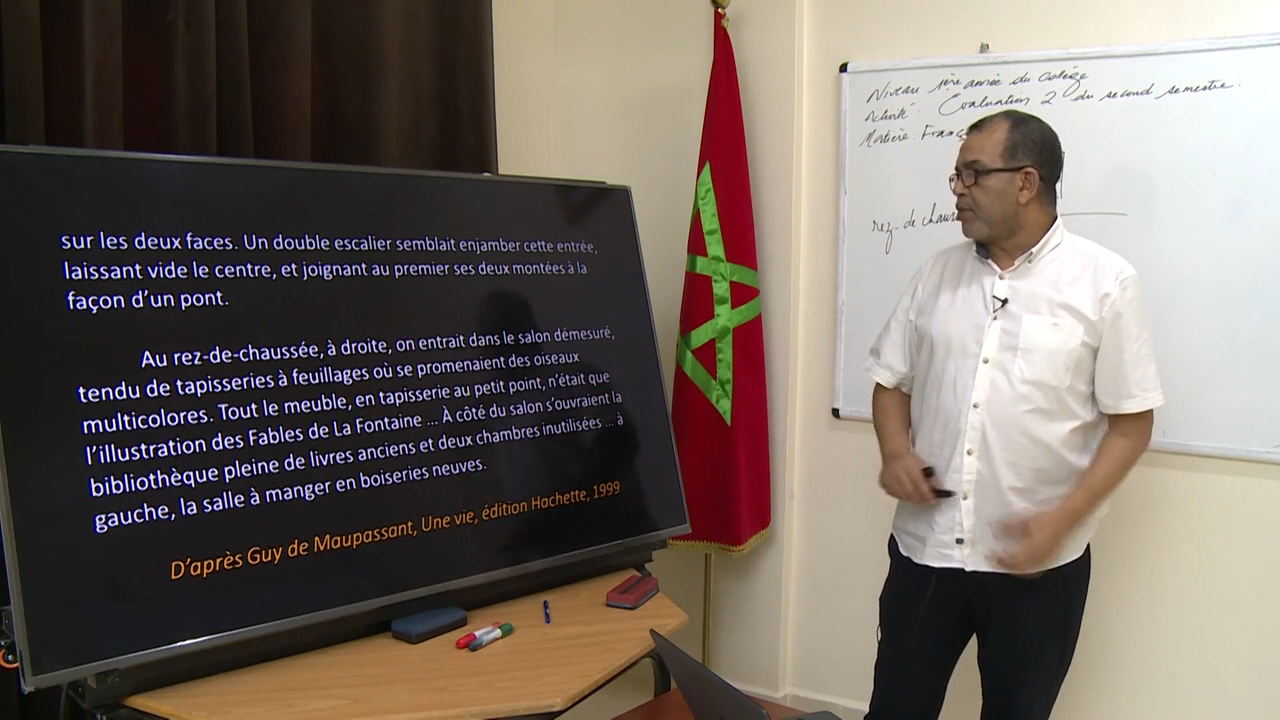 sur les deux faces. Un double escalier semblait enjamber cette entrée,
laissant vide le centre, et joignant au premier ses deux montées à la
façon d'un pont.
Au rez-de-chaussée, à droite, on entrait dans le salon démesuré,
tendu de tapisseries à feuillages où se promenaient des oiseaux
multicolores. Tout le meuble, en tapisserie au petit point, n'était que
l'illustration des Fables de La Fontaine ... À côté du salon s'ouvraient la
bibliothèque pleine de livres anciens et deux chambres inutilisées ... à
gauche, la salle à manger en boiseries neuves.
D'après Guy de Maupassant, Une vie, édition Hachette, 1999
Niveau 1ère année du collège
Activité: Evaluation 2 du second semestre.
Matière: Franç
rez-de chaus